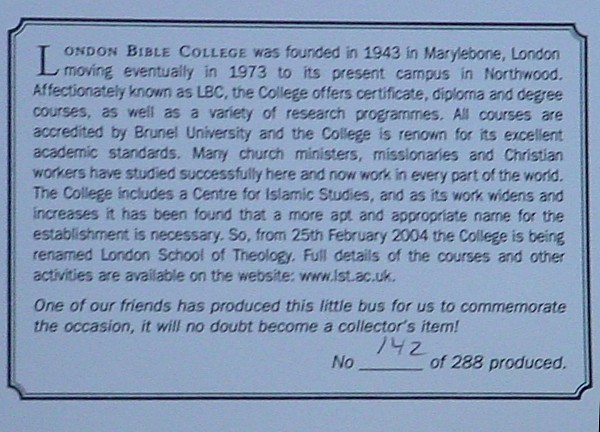 LONDON BIBLE COLLEGE was founded in 1943 in Marylebone, London
moving eventually in 1973 to its present campus in Northwood.
Affectionately known as LBC, the College offers certificate, diploma and degree
courses, as well as a variety of research programmes. All courses are
accredited by Brunel University and the College is renown for its excellent
academic standards. Many church ministers, missionaries and Christian
workers have studied successfully here and now work in every part of the world.
The College includes a Centre for Islamic Studies, and as its work widens and
increases it has been found that a more apt and appropriate name for the
establishment is necessary. So, from 25th February 2004 the College is being
renamed London School of Theology. Full details of the courses and other
activities are available on the website: www.lst.ac.uk.
One of our friends has produced this little bus for us to commemorate
the occasion, it will no doubt become a collector's item!
No 142 of 288 produced.